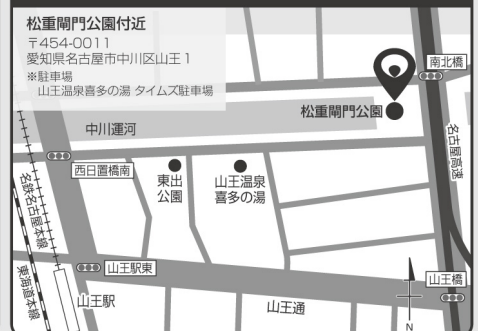 松重閘門公園付近
〒454-0011
愛知県名古屋市中川区山王1
※駐車場
山王温泉喜多の湯 タイムズ駐車場
南北橋
松重閘門公園
中川運河
名古屋高速
西日置橋南
東出
公園
山王温泉
喜多の湯
名鉄名古屋本線
東海道本線
山王駅東
山王橋
山王駅
山王通
N